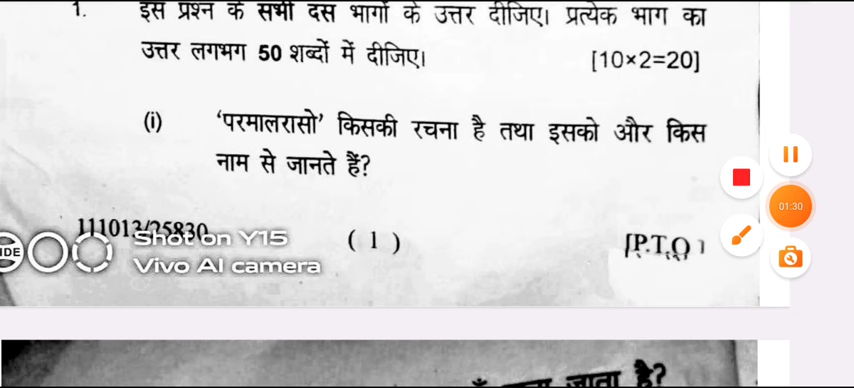 1. इस प्रश्न के सभी दस भागों के उत्तर दीजिए। प्रत्येक भाग का
उत्तर लगभग 50 शब्दों में दीजिए। [10×2=20]
(i) ‘परमालरासो’ किसकी रचना है तथा इसको और किस
नाम से जानते हैं?
01:30
111013/25830 ( 1 ) [P.T.O.]
Shot on Y15
Vivo AI camera
जाता है?